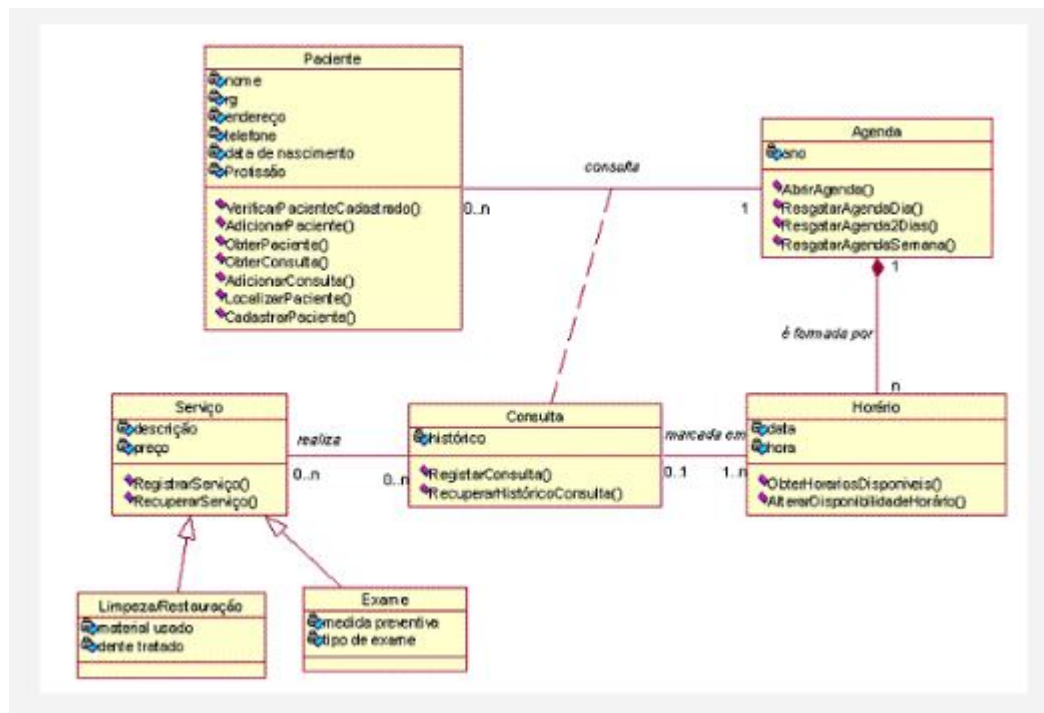 Paciente
nome
rg
endereço
telefone
data de nascimento
Profissão
VerificarPacienteCadastrado()
AdicionarPaciente()
ObterPaciente()
ObterConsulta()
AdicionarConsulta()
LocalizarPaciente()
CadastrarPaciente()
consulta
0..n
1
Agenda
ano
AbrirAgenda()
ResgatarAgendaDia()
ResgatarAgenda2Dias()
ResgatarAgendaSemana()
1
é formada por
n
Serviço
descrição
preço
RegistrarServiço()
RecuperarServiço()
realiza
0..n
0..n
Consulta
histórico
RegistarConsulta()
RecuperarHistóricoConsulta()
marcada em
0..1
1..n
Horário
data
hora
ObterHorariosDisponiveis()
AlterarDisponibilidadeHorário()
Limpeza/Restauração
material usado
dente tratado
Exame
medida preventiva
tipo de exame